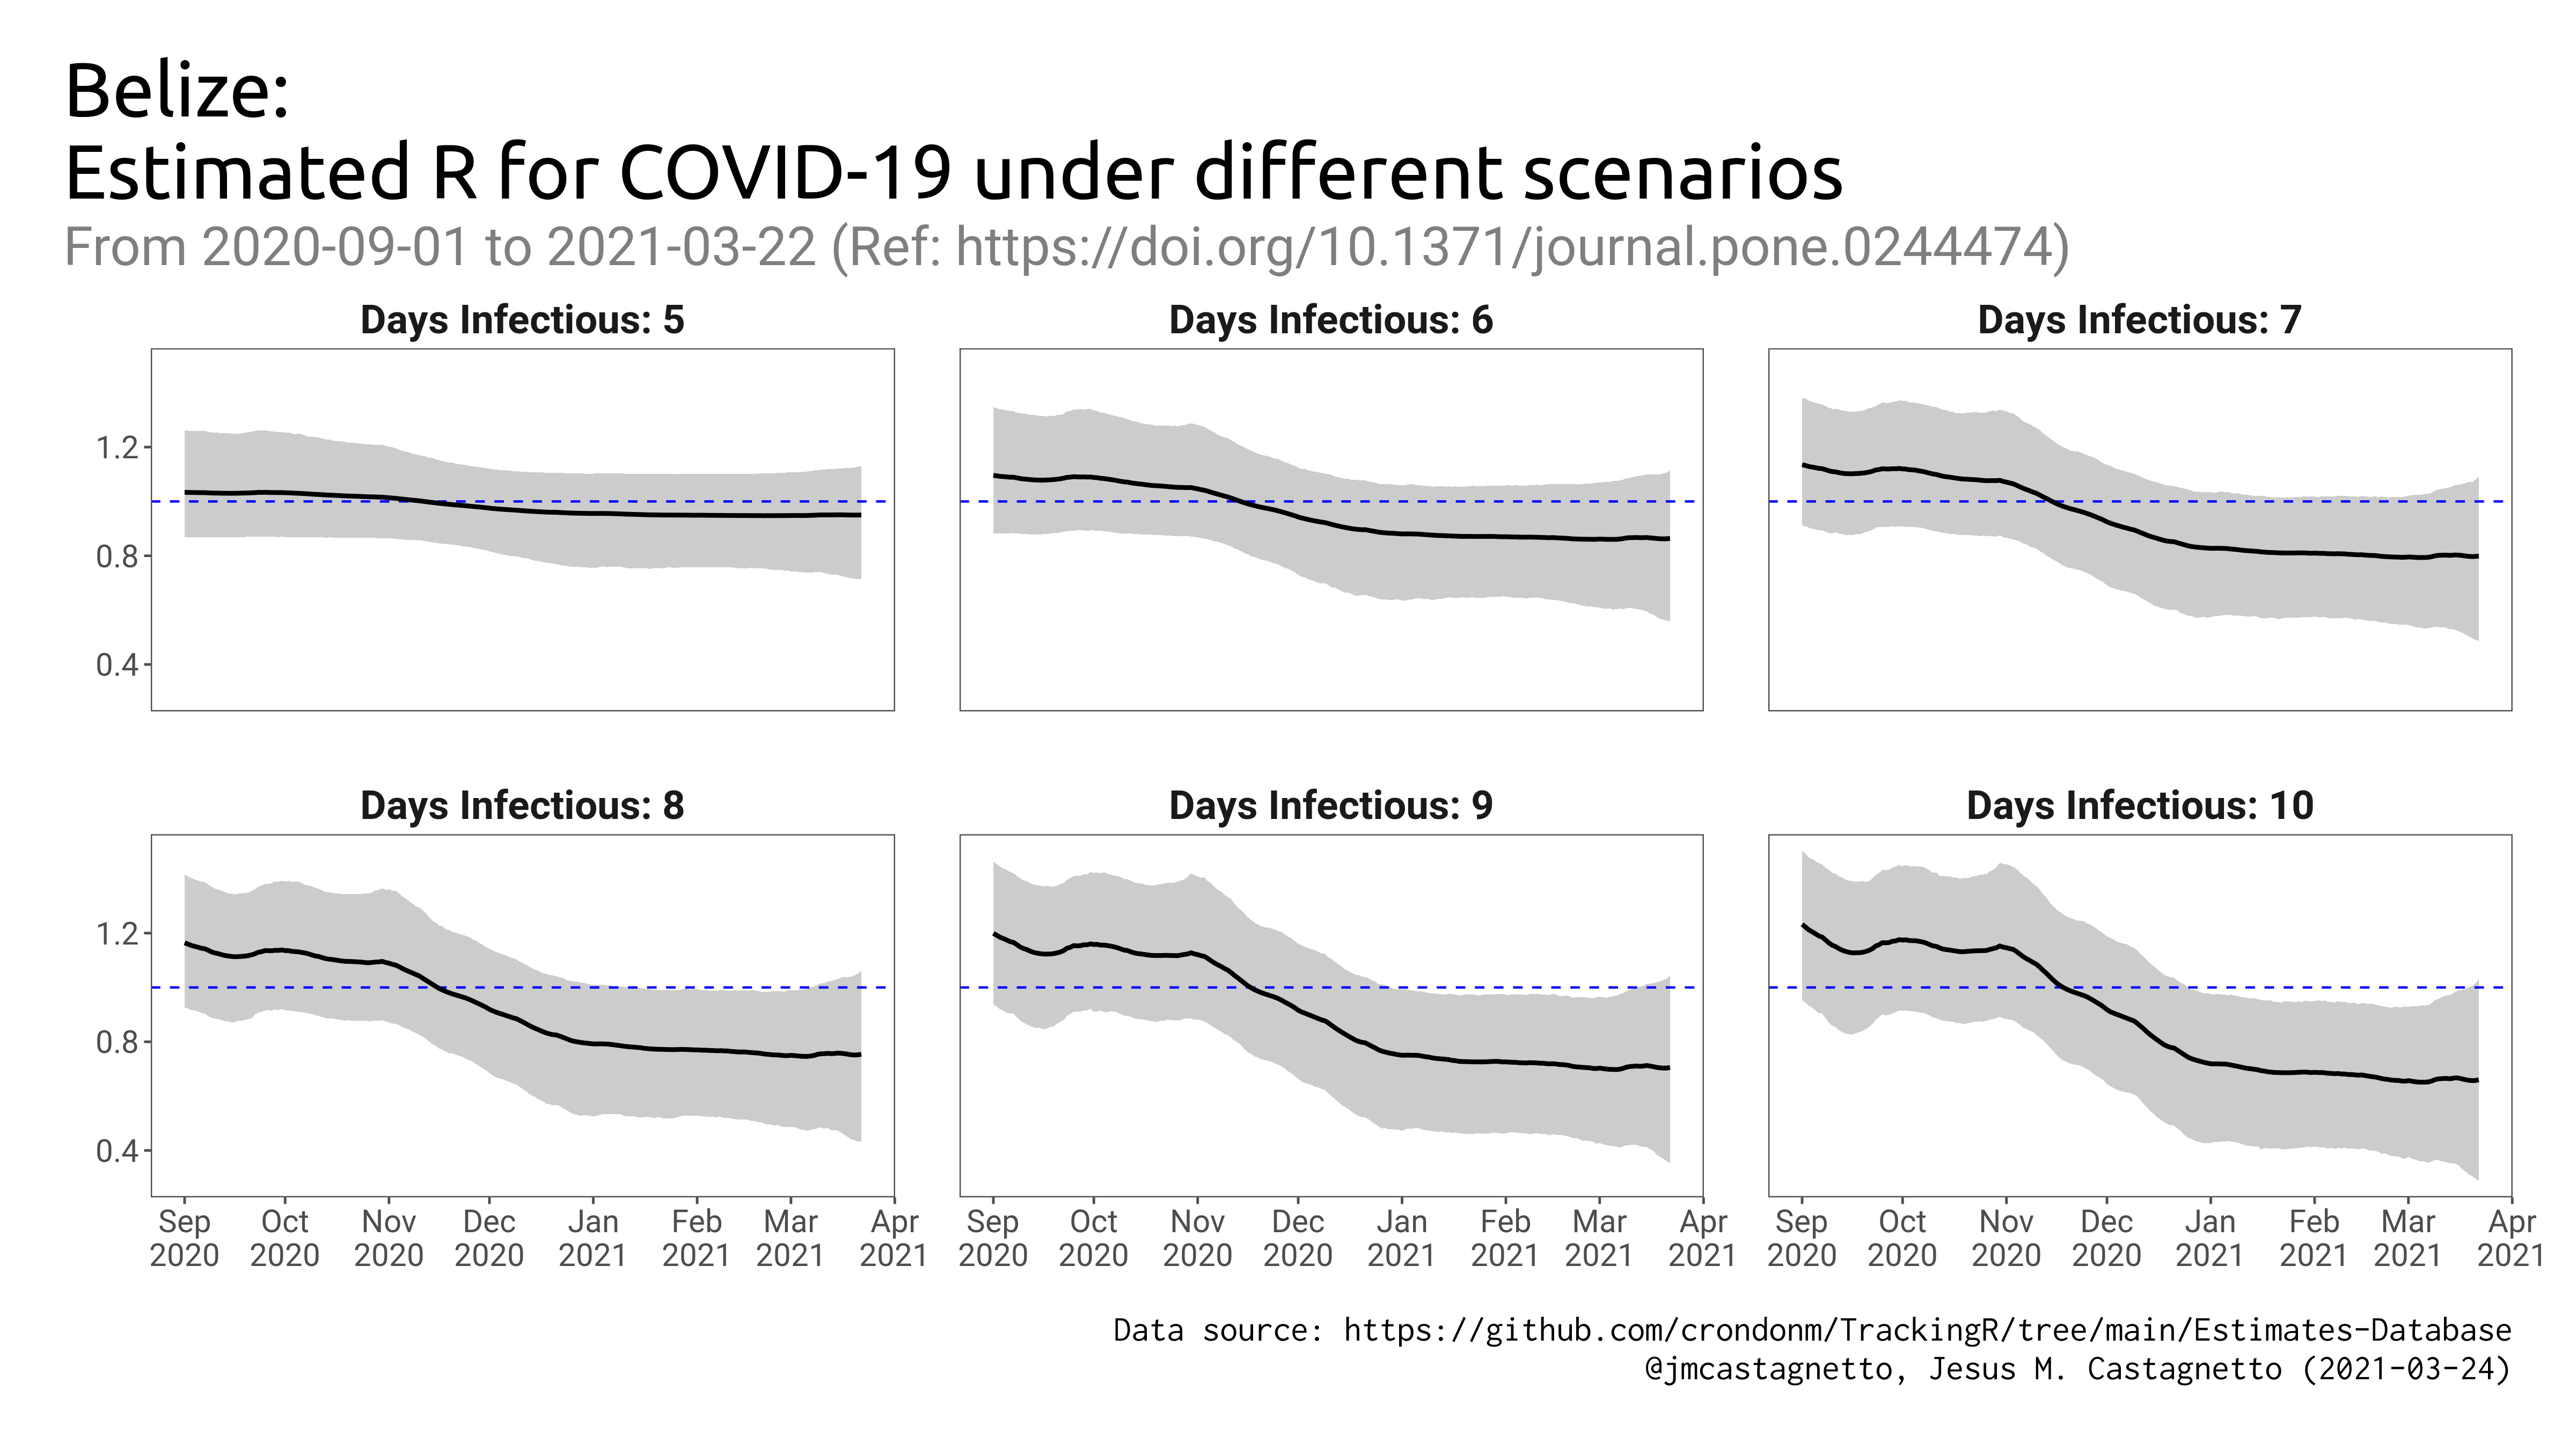 Belize:
Estimated R for COVID-19 under different scenarios
From 2020-09-01 to 2021-03-22 (Ref: https://doi.org/10.1371/journal.pone.0244474)
Days Infectious: 5
Days Infectious: 6
Days Infectious: 7
1.2
0.8
0.4
Days Infectious: 8
Days Infectious: 9
Days Infectious: 10
1.2
0.8
0.4
Sep Oct Nov Dec Jan Feb Mar Apr
2020 2020 2020 2020 2021 2021 2021 2021
Sep Oct Nov Dec Jan Feb Mar Apr
2020 2020 2020 2020 2021 2021 2021 2021
Sep Oct Nov Dec Jan Feb Mar Apr
2020 2020 2020 2020 2021 2021 2021 2021
Data source: https://github.com/crondonm/TrackingR/tree/main/Estimates-Database
@jmcastagnetto, Jesus M. Castagnetto (2021-03-24)